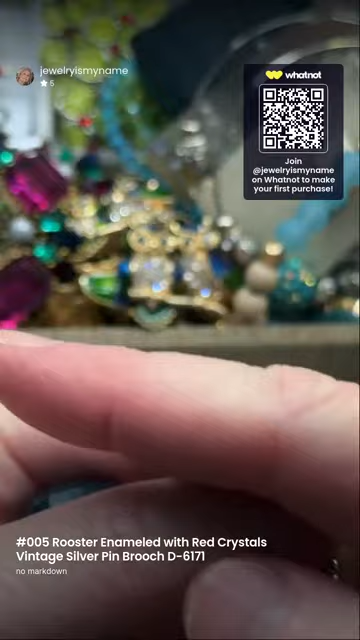 jewelryismyname
★ 5
whatnot
Join
@jewelryismyname
on Whatnot to make
your first purchase!
#005 Rooster Enameled with Red Crystals
Vintage Silver Pin Brooch D-6171
no markdown